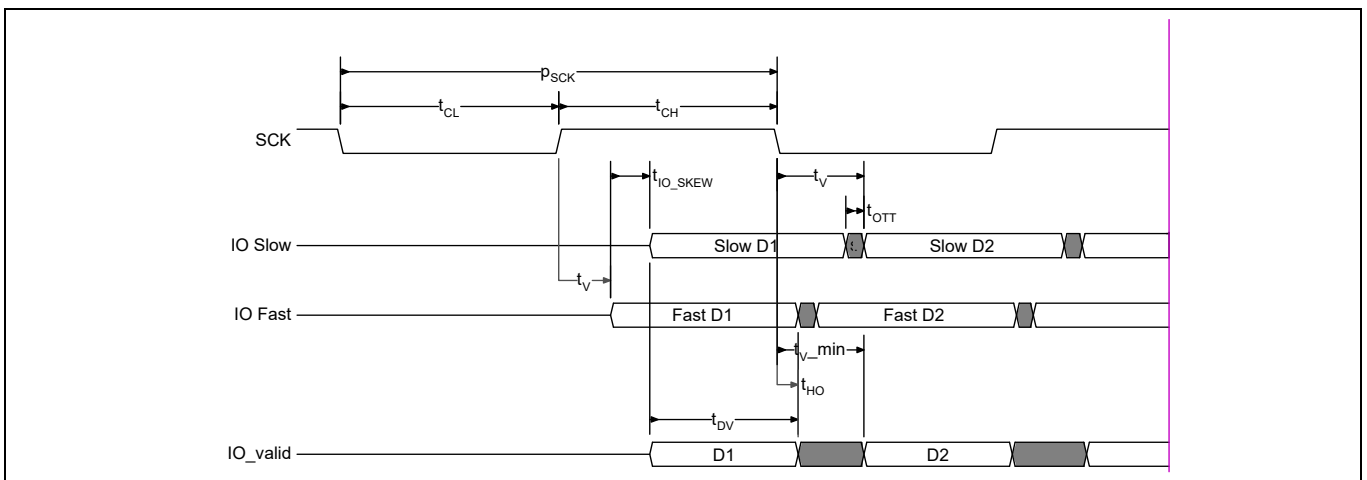 pSCK
tCL
tCH
SCK
tIO_SKEW
tV
tOTT
IO Slow
Slow D1
Slow D2
tV
IO Fast
Fast D1
Fast D2
tV_min
tHO
tDV
IO_valid
D1
D2